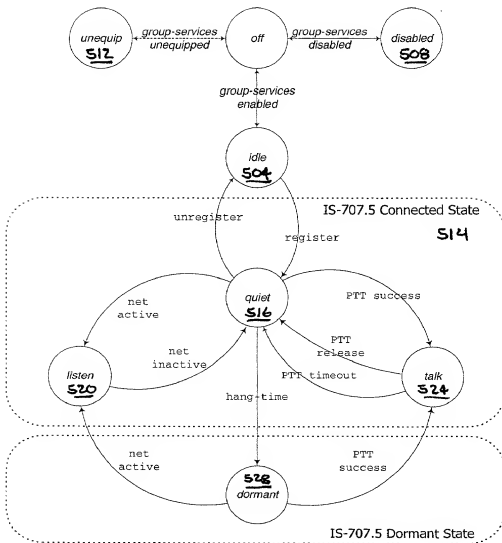 unequip
512
group-services
unequipped
off
group-services
disabled
disabled
508
group-services
enabled
idle
504
IS-707.5 Connected State
514
unregister
register
quiet
516
PTT success
net
active
PTT
release
net
inactive
PTT timeout
listen
520
talk
524
hang-time
net
active
PTT
success
528
dormant
IS-707.5 Dormant State